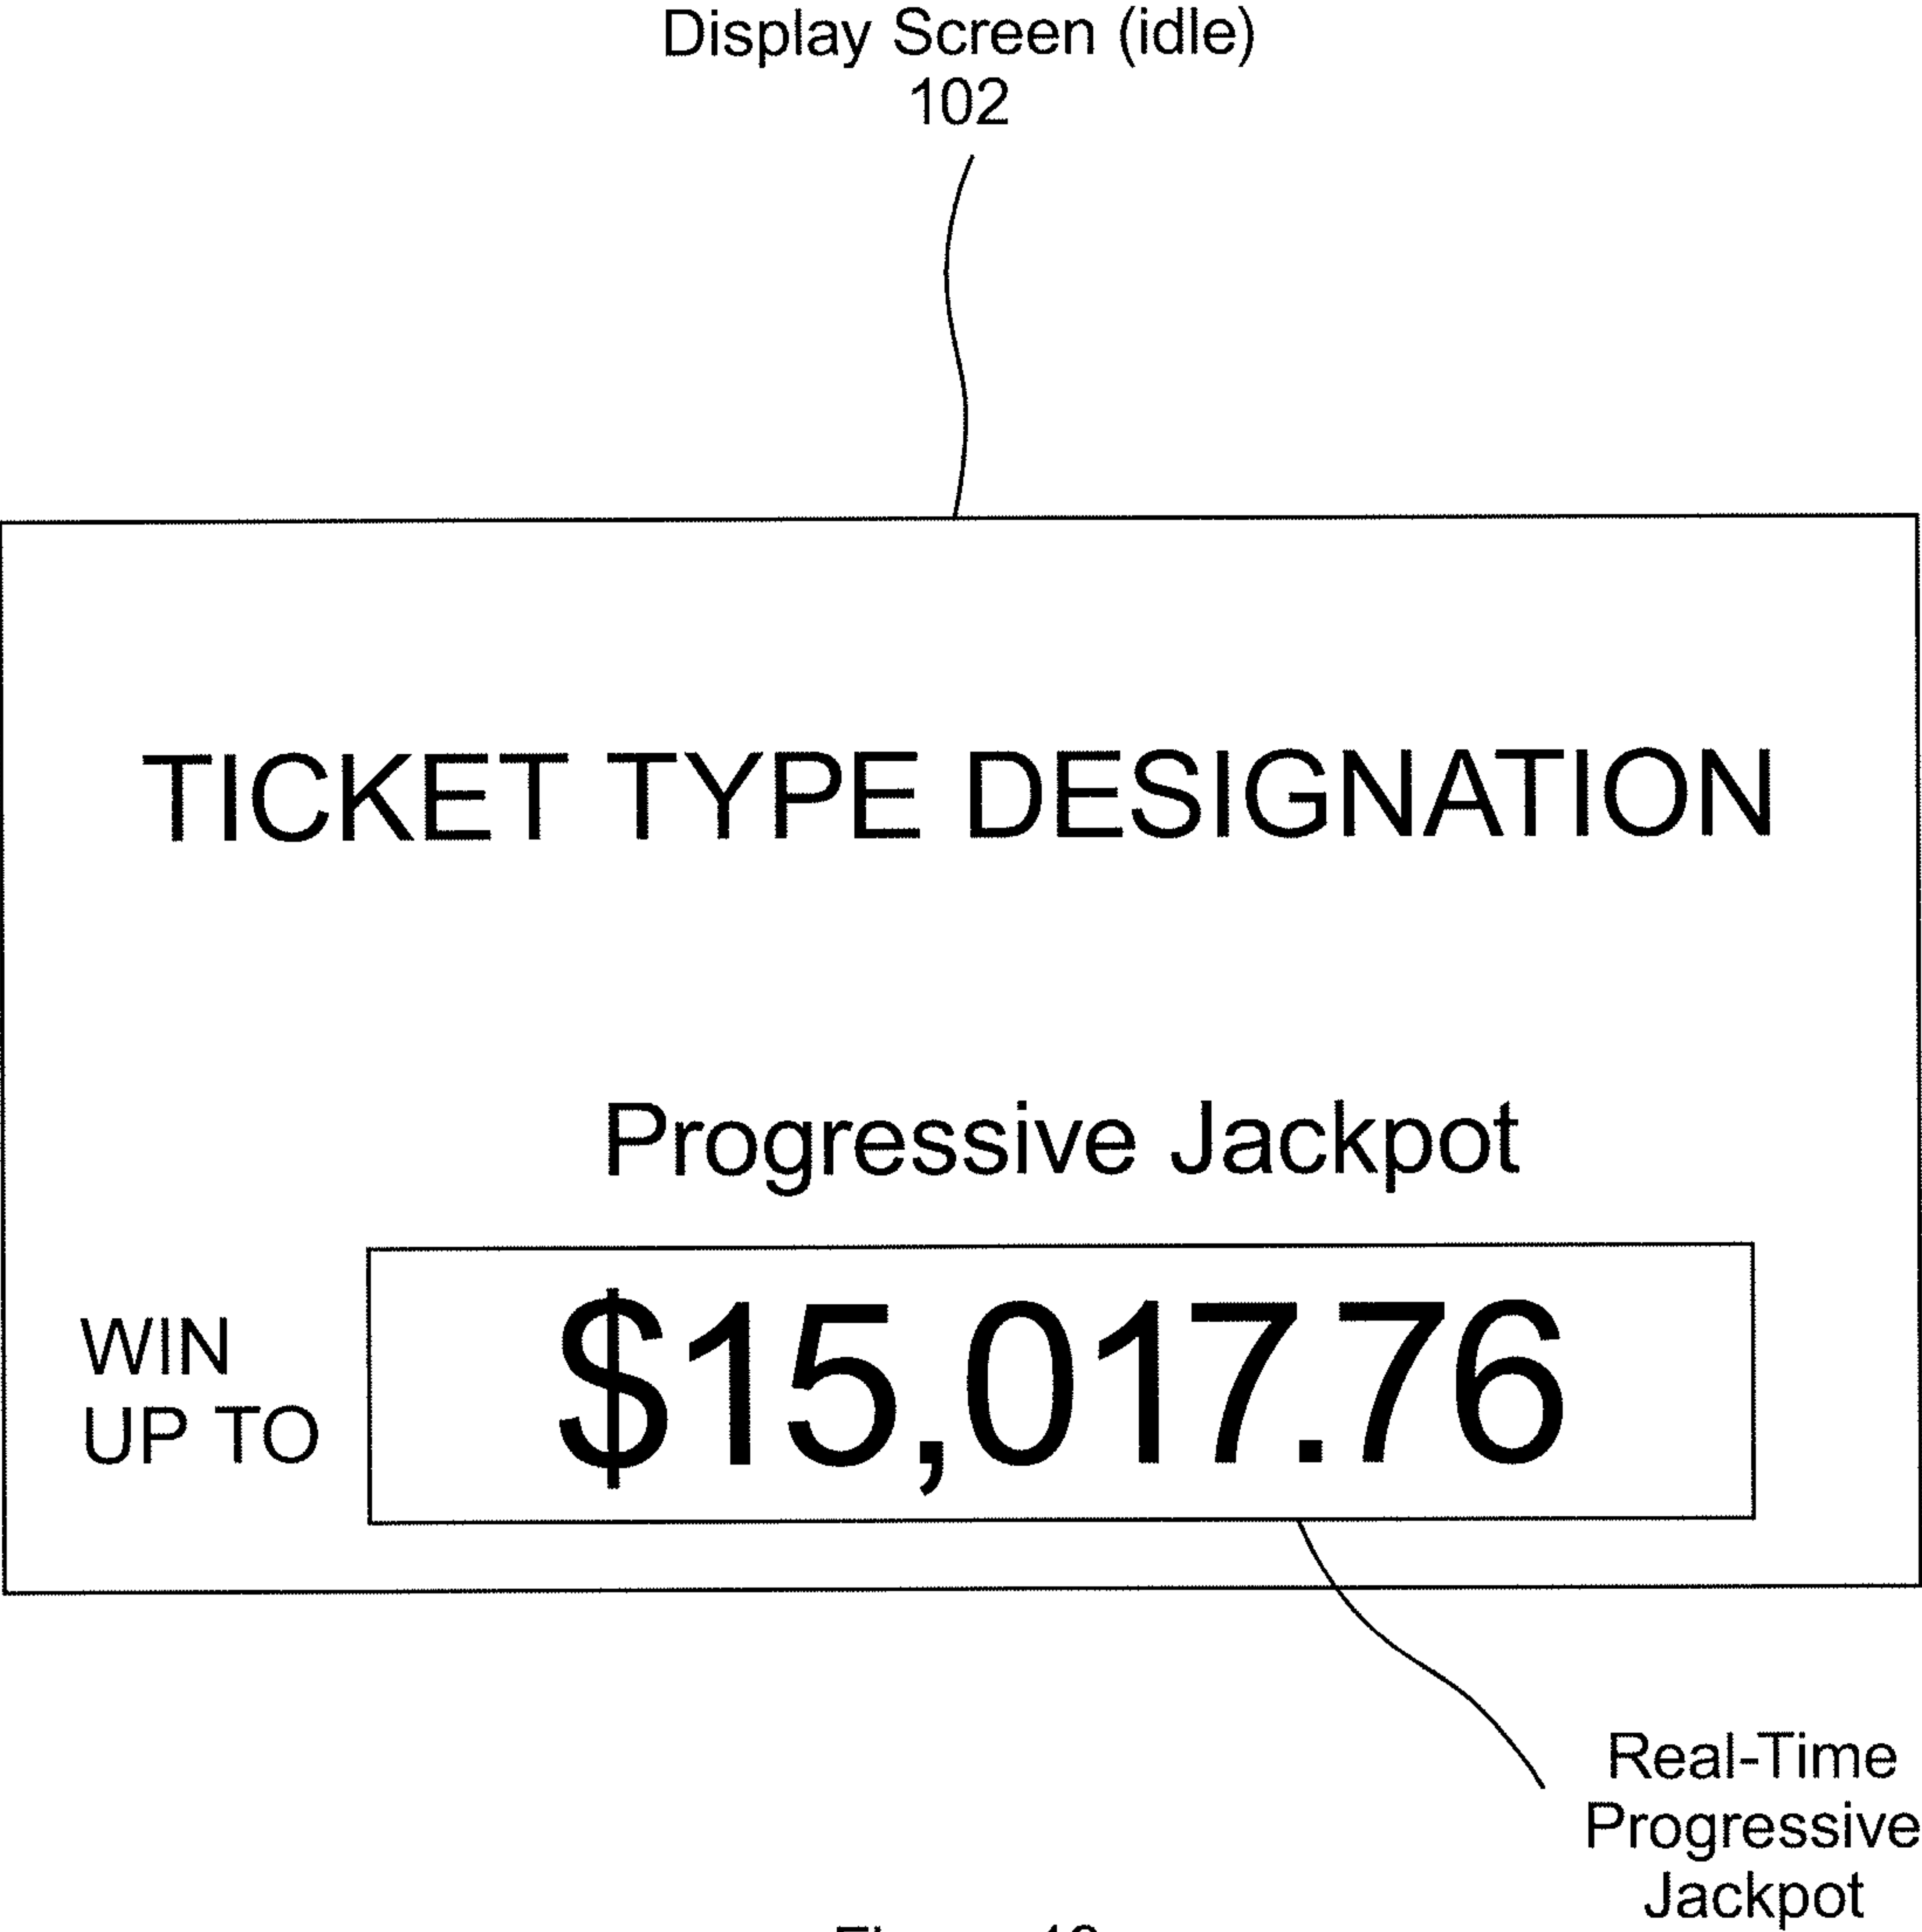 Display Screen (idle)
102
TICKET TYPE DESIGNATION
Progressive Jackpot
WIN
UP TO
$15,017.76
Real-Time
Progressive
Jackpot